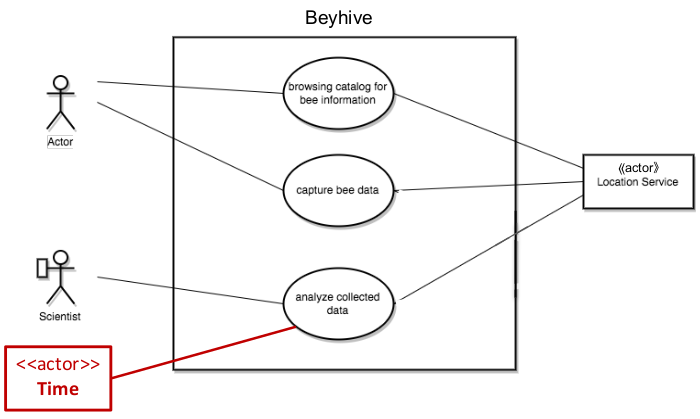 Beyhive
browsing catalog for
bee information
Actor
《actor》
Location Service
capture bee data
analyze collected
data
Scientist
<<actor>>
Time